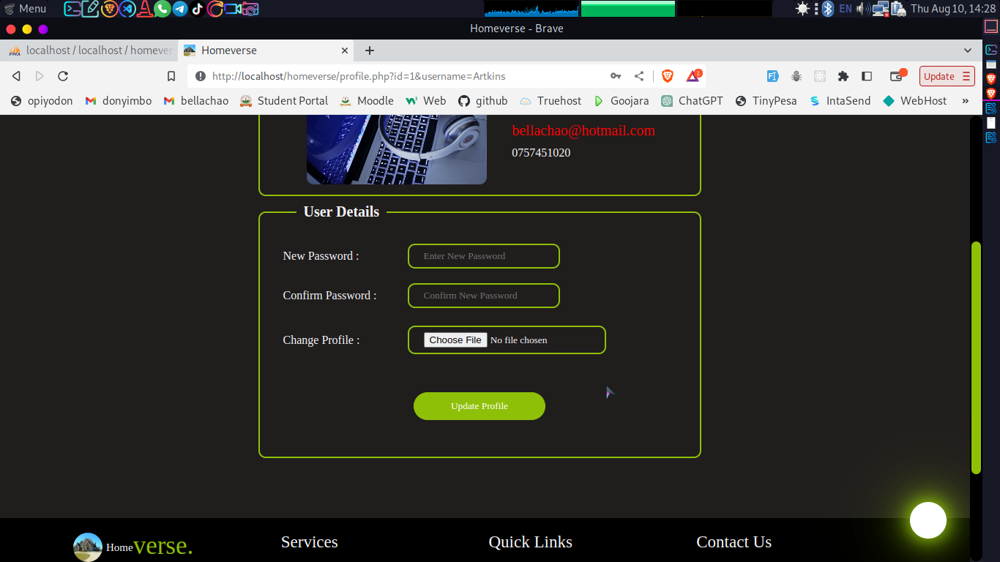 Menu
EN
Thu Aug 10, 14:28
Homeverse - Brave
PMA localhost / localhost / homever
Homeverse
http://localhost/homeverse/profile.php?id=1&username=Artkins
1
Update
opiyodon
donyimbo
bellachao
Student Portal
Moodle
Web
github
Truehost
Goojara
ChatGPT
TinyPesa
IntaSend
WebHost
»
bellachao@hotmail.com
0757451020
User Details
New Password :
Enter New Password
Confirm Password :
Confirm New Password
Change Profile :
Choose File No file chosen
Update Profile
Homeverse.
Services
Quick Links
Contact Us